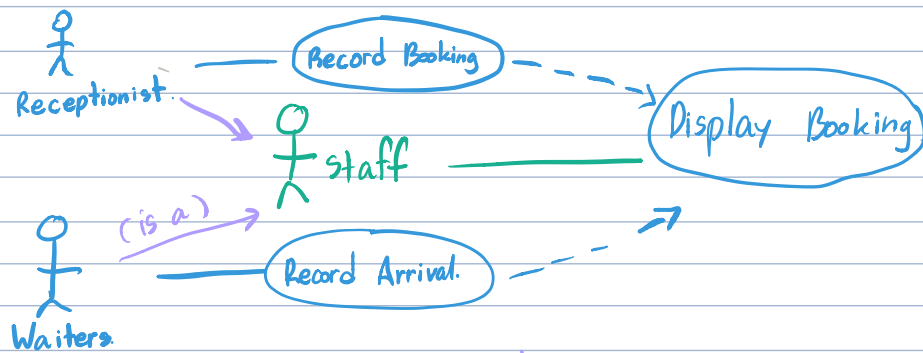 Receptionist.
Record Booking
Display Booking
staff
(is a)
Record Arrival.
Waiters.